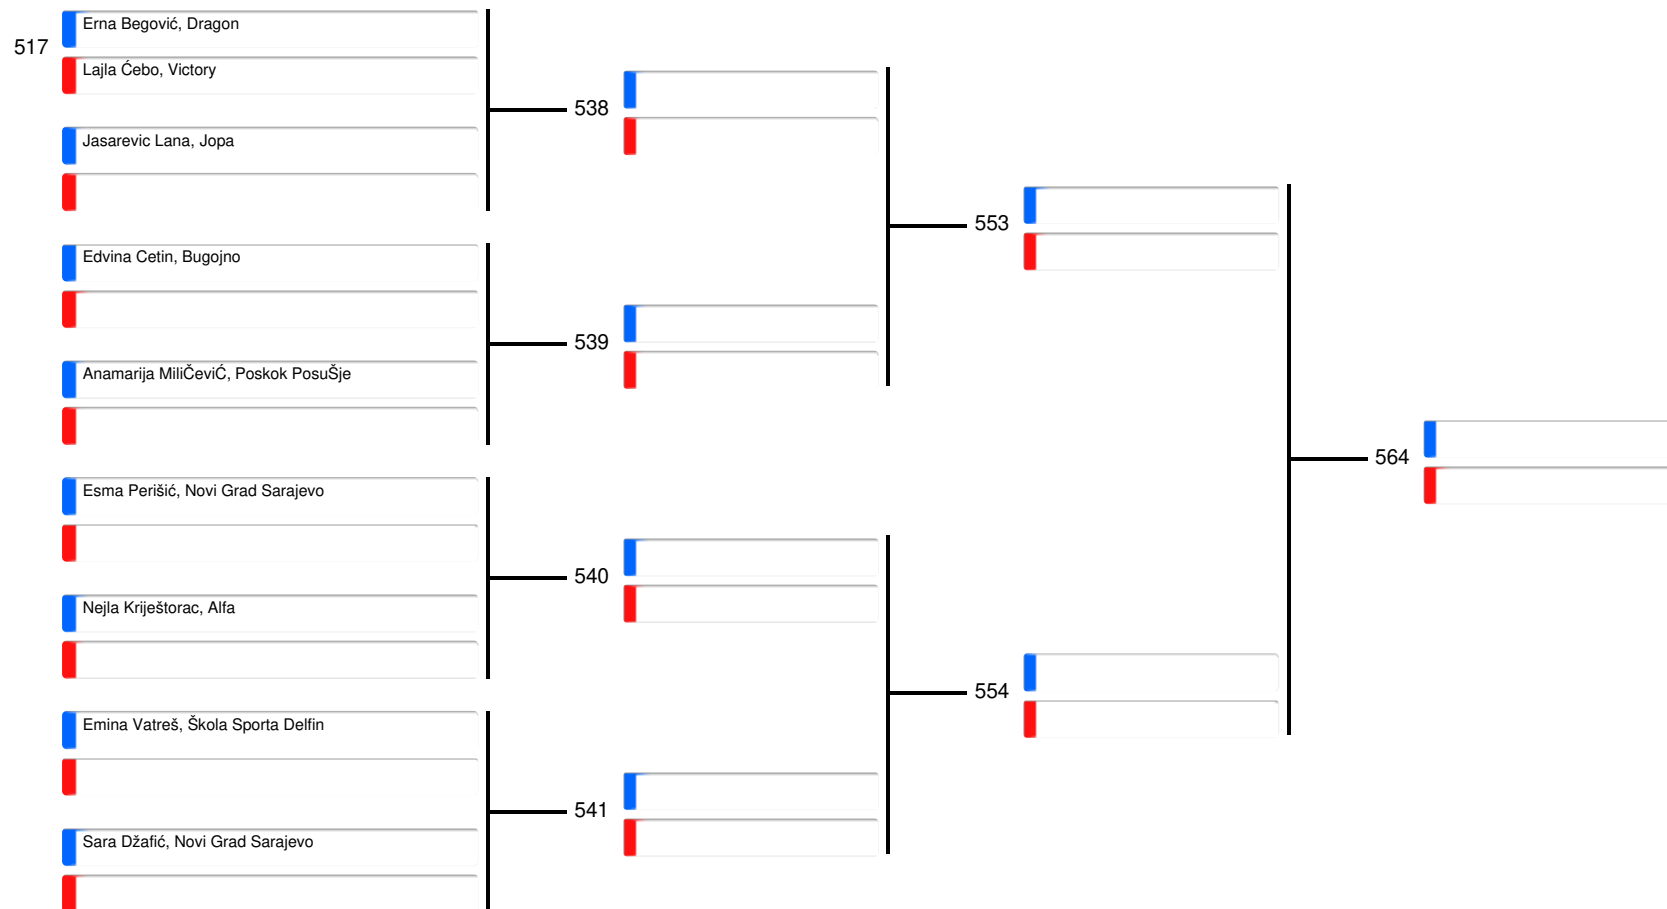 517
Erna Begović, Dragon
Lajla Ćebo, Victory
Jasarevic Lana, Jopa
538
Edvina Cetin, Bugojno
Anamarija MiliČeviĆ, Poskok PosuŠje
539
553
Esma Perišić, Novi Grad Sarajevo
Nejla Kriještorac, Alfa
540
Emina Vatreš, Škola Sporta Delfin
Sara Džafić, Novi Grad Sarajevo
541
554
564